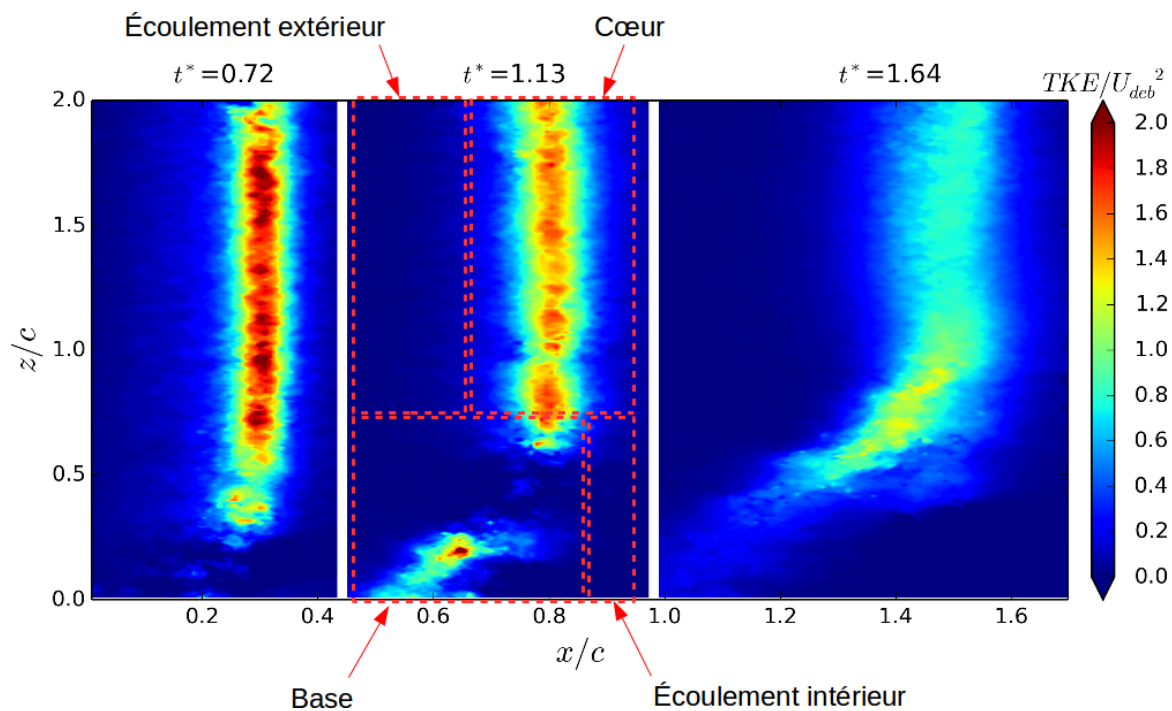 Écoulement extérieur
Cœur
t*=0.72
t*=1.13
t*=1.64
TKE/U_deb²
2.0
1.5
1.0
0.5
0.0
z/c
0.2
0.4
0.6
0.8
1.0
1.2
1.4
1.6
x/c
2.0
1.8
1.6
1.4
1.2
1.0
0.8
0.6
0.4
0.2
0.0
Base
Écoulement intérieur